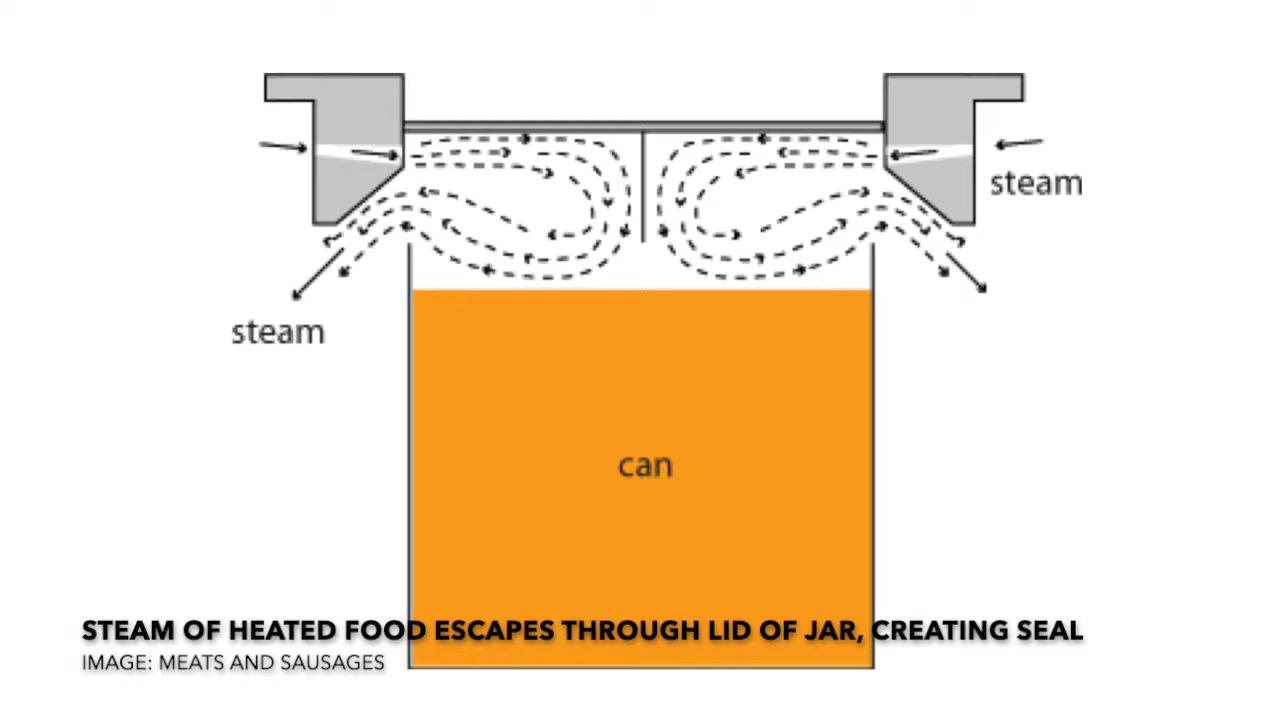 steam
steam
can
STEAM OF HEATED FOOD ESCAPES THROUGH LID OF JAR, CREATING SEAL
IMAGE: MEATS AND SAUSAGES